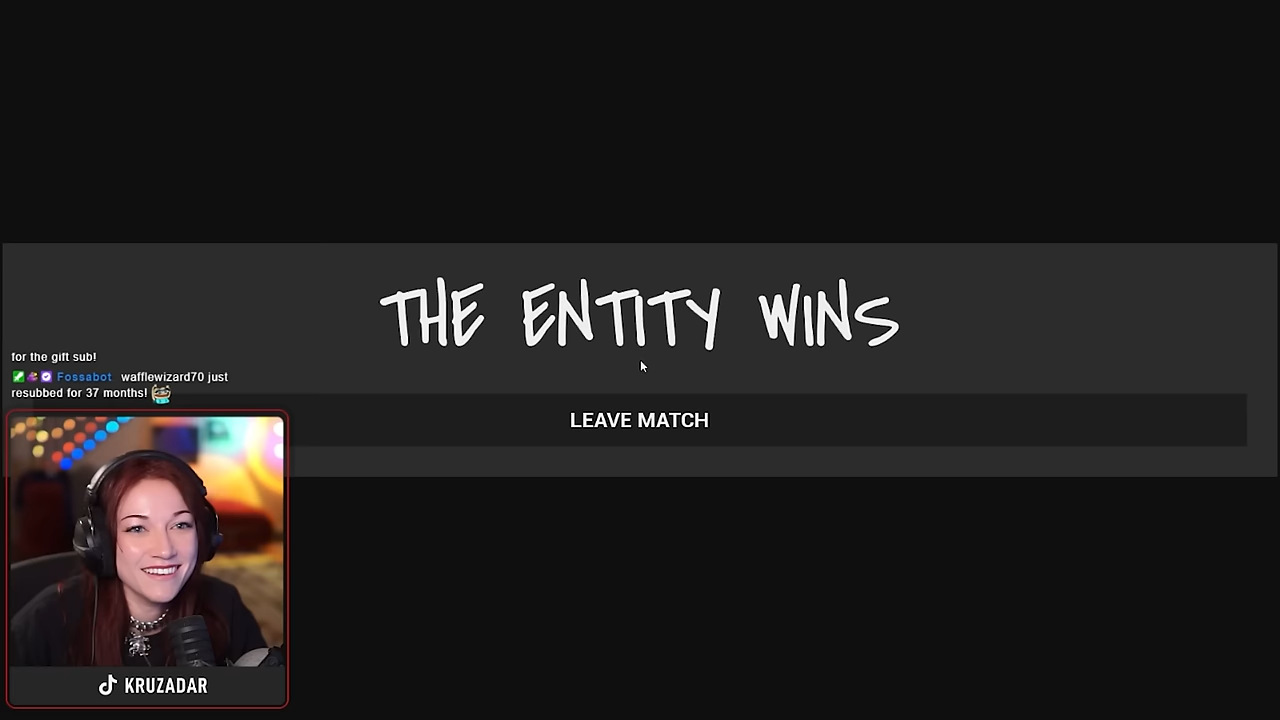 THE ENTITY WINS
for the gift sub!
Fossabot wafflewizard70 just
resubbed for 37 months!
LEAVE MATCH
KRUZADAR